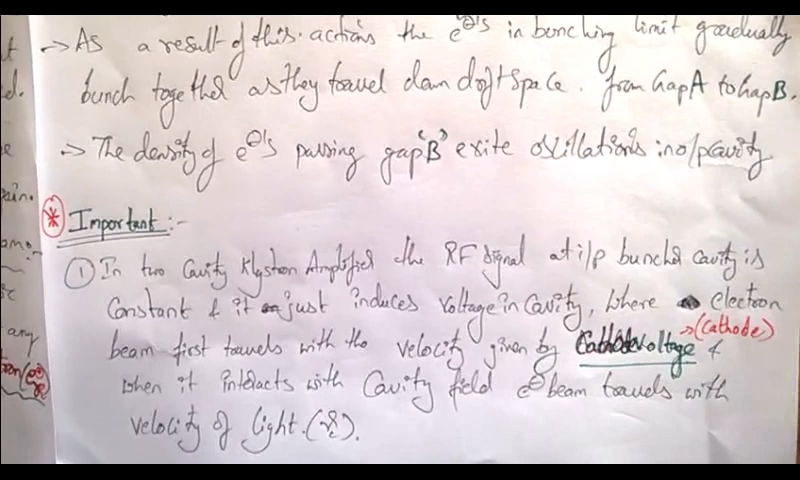 → As a result of this actions the e⊖'s in bunching limit gradually
bunch together as they travel down drift space. from Gap A to Gap B.
→ The density of e⊖'s passing gap 'B' exite oscillations in o/p cavity
* Important :-
① In two Cavity Klystron Amplifier the RF signal at i/p buncher cavity is
Constant & it just induces voltage in cavity, where electron
→(Cathode)
beam first travels with the velocity given by Cathode voltage &
when it interacts with Cavity field e⊖ beam travels with
velocity of light.
d.
pain.
any